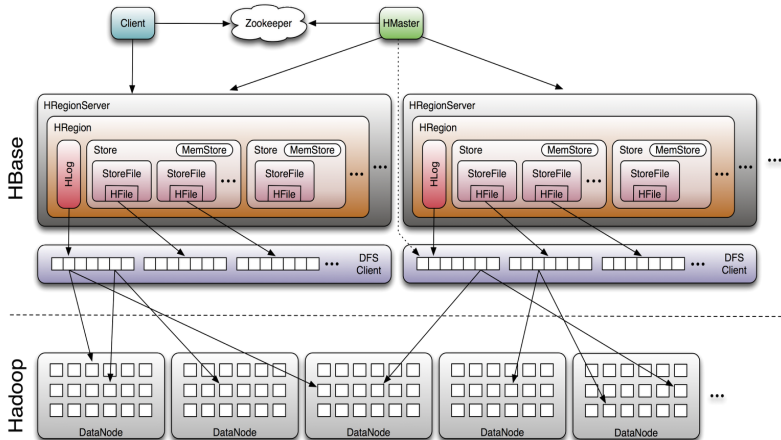 Client
Zookeeper
HMaster
HBase
HRegionServer
HRegion
HLog
Store
MemStore
StoreFile
HFile
StoreFile
HFile
...
Store
MemStore
StoreFile
HFile
...
...
HRegionServer
HRegion
HLog
Store
MemStore
StoreFile
HFile
StoreFile
HFile
...
Store
MemStore
StoreFile
HFile
...
...
...
...
DFS
Client
...
DFS
Client
Hadoop
DataNode
DataNode
DataNode
DataNode
DataNode
...